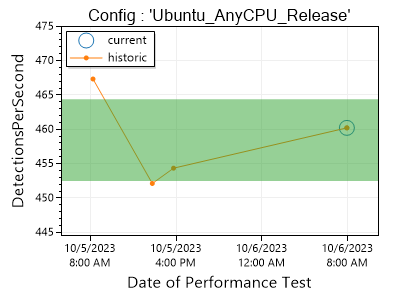 Config : 'Ubuntu_AnyCPU_Release'
475
470
465
460
455
450
445
DetectionsPerSecond
current
historic
10/5/2023 10/5/2023 10/6/2023 10/6/2023
8:00 AM 4:00 PM 12:00 AM 8:00 AM
Date of Performance Test